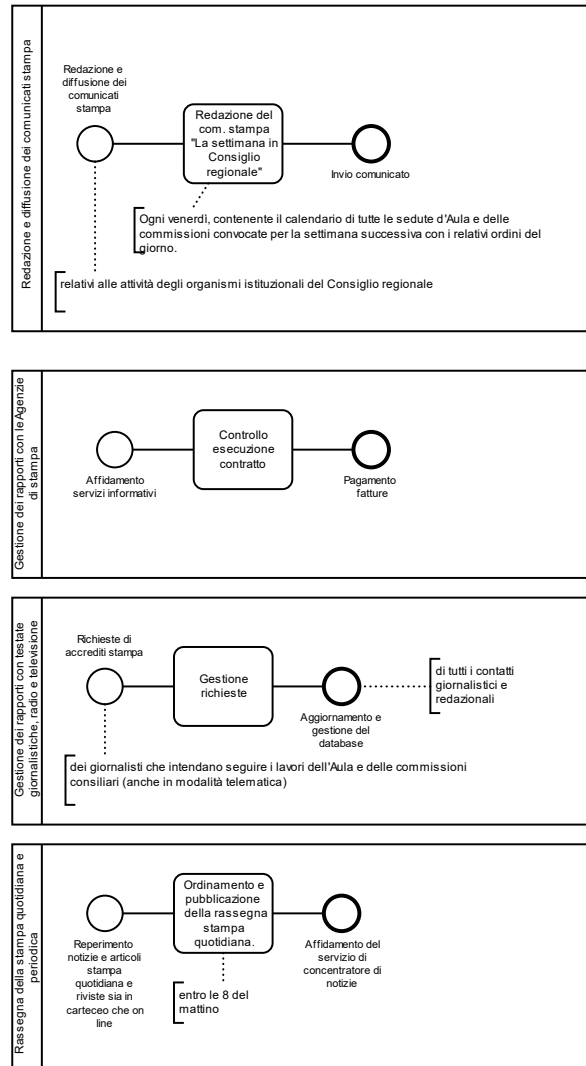 Redazione e diffusione dei comunicati stampa
Redazione e
diffusione dei
comunicati
stampa
Redazione del
com. stampa
"La settimana in
Consiglio
regionale"
Invio comunicato
Ogni venerdì, contenente il calendario di tutte le sedute d'Aula e delle
commissioni convocate per la settimana successiva con i relativi ordini del
giorno.
relativi alle attività degli organismi istituzionali del Consiglio regionale
Gestione dei rapporti con le Agenzie
di stampa
Affidamento
servizi informativi
Controllo
esecuzione
contratto
Pagamento
fatture
Gestione dei rapporti con testate
giornalistiche, radio e televisione
Richieste di
accrediti stampa
Gestione
richieste
Aggiornamento e
gestione del
database
di tutti i contatti
giornalistici e
redazionali
dei giornalisti che intendano seguire i lavori dell'Aula e delle commissioni
consiliari (anche in modalità telematica)
Rassegna della stampa quotidiana e
periodica
Reperimento
notizie e articoli
stampa
quotidiana e
riviste sia in
carteceo che on
line
Ordinamento e
pubblicazione
della rassegna
stampa
quotidiana.
Affidamento del
servizio di
concentratore di
notizie
entro le 8 del
mattino